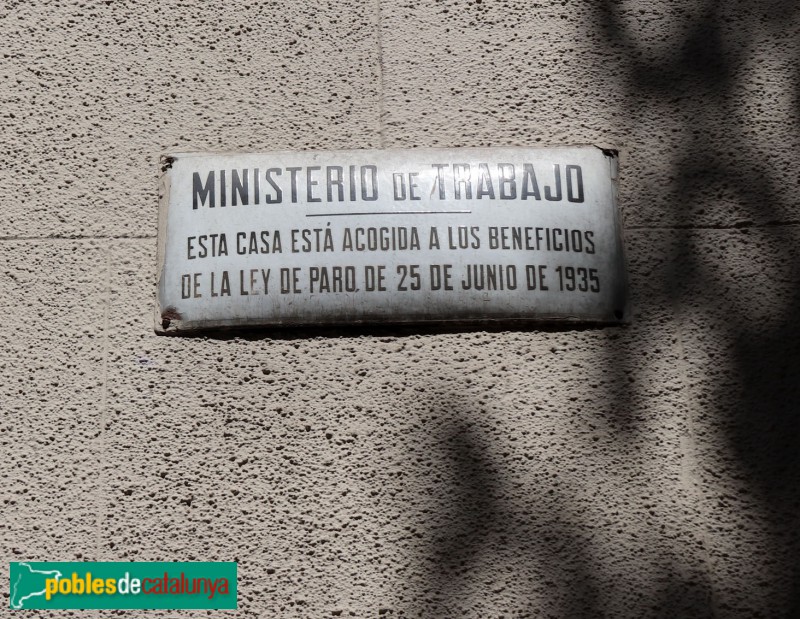 MINISTERIO DE TRABAJO
ESTA CASA ESTÁ ACOGIDA A LOS BENEFICIOS
DE LA LEY DE PARO DE 25 DE JUNIO DE 1935
poblesdecatalunya